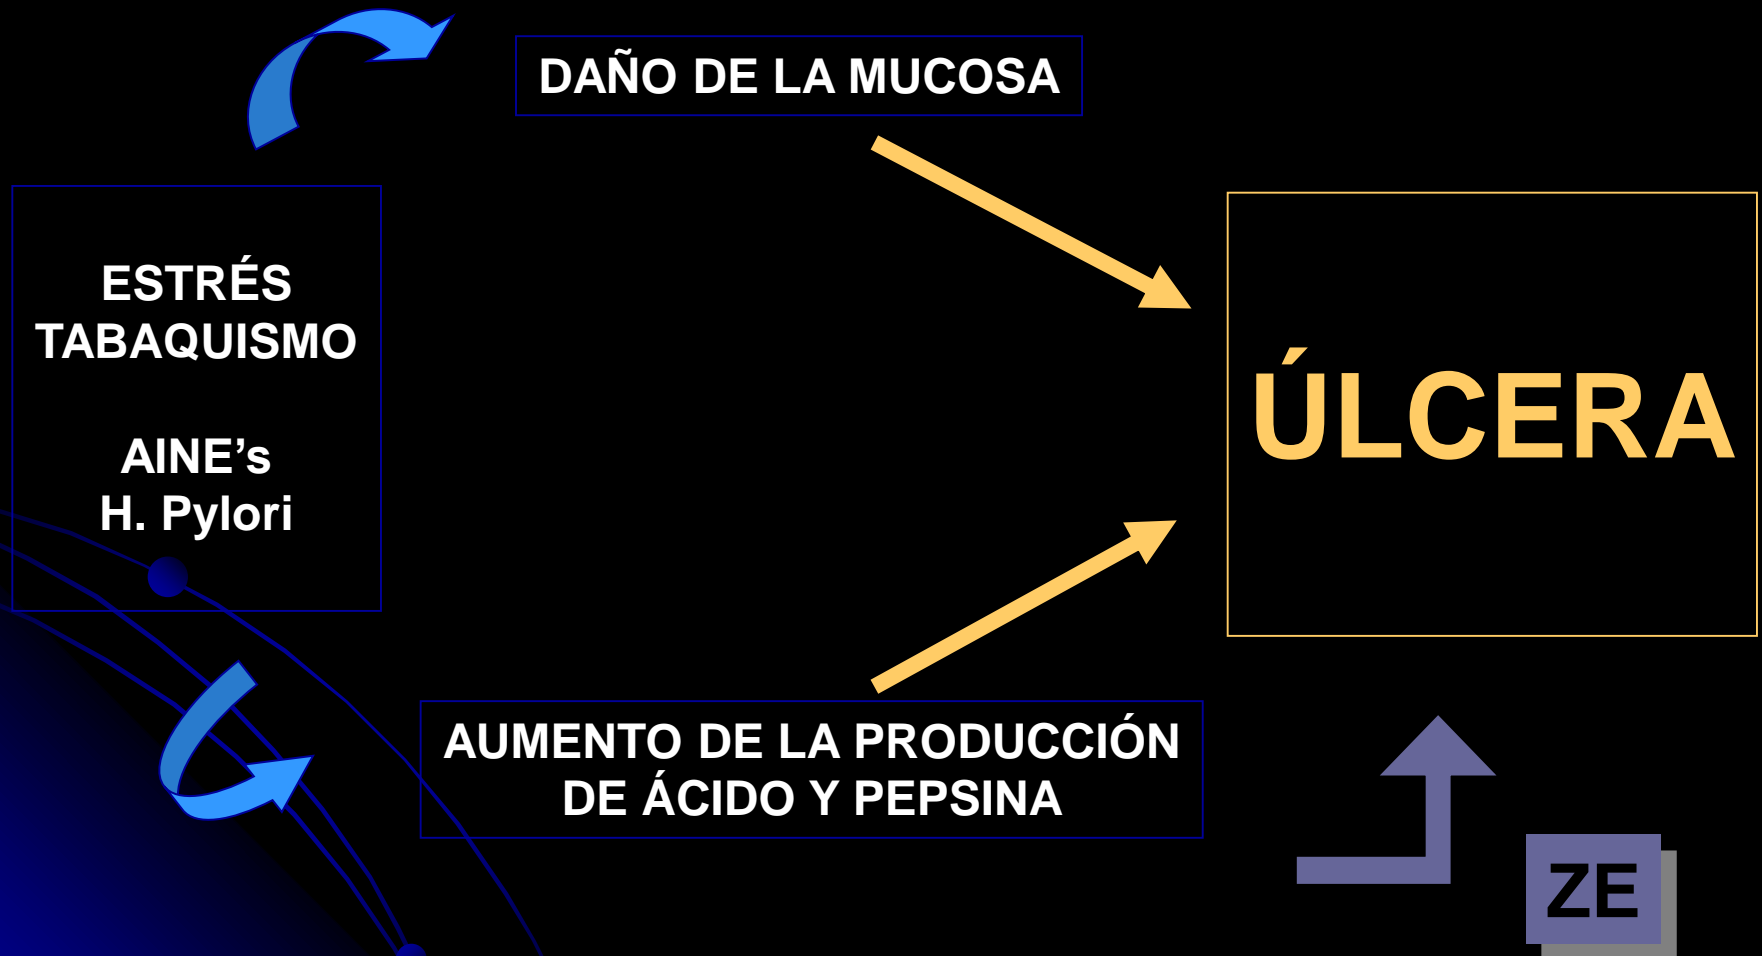 DAÑO DE LA MUCOSA
ESTRÉS
TABAQUISMO
AINE’s
H. Pylori
ÚLCERA
AUMENTO DE LA PRODUCCIÓN
DE ÁCIDO Y PEPSINA
ZE